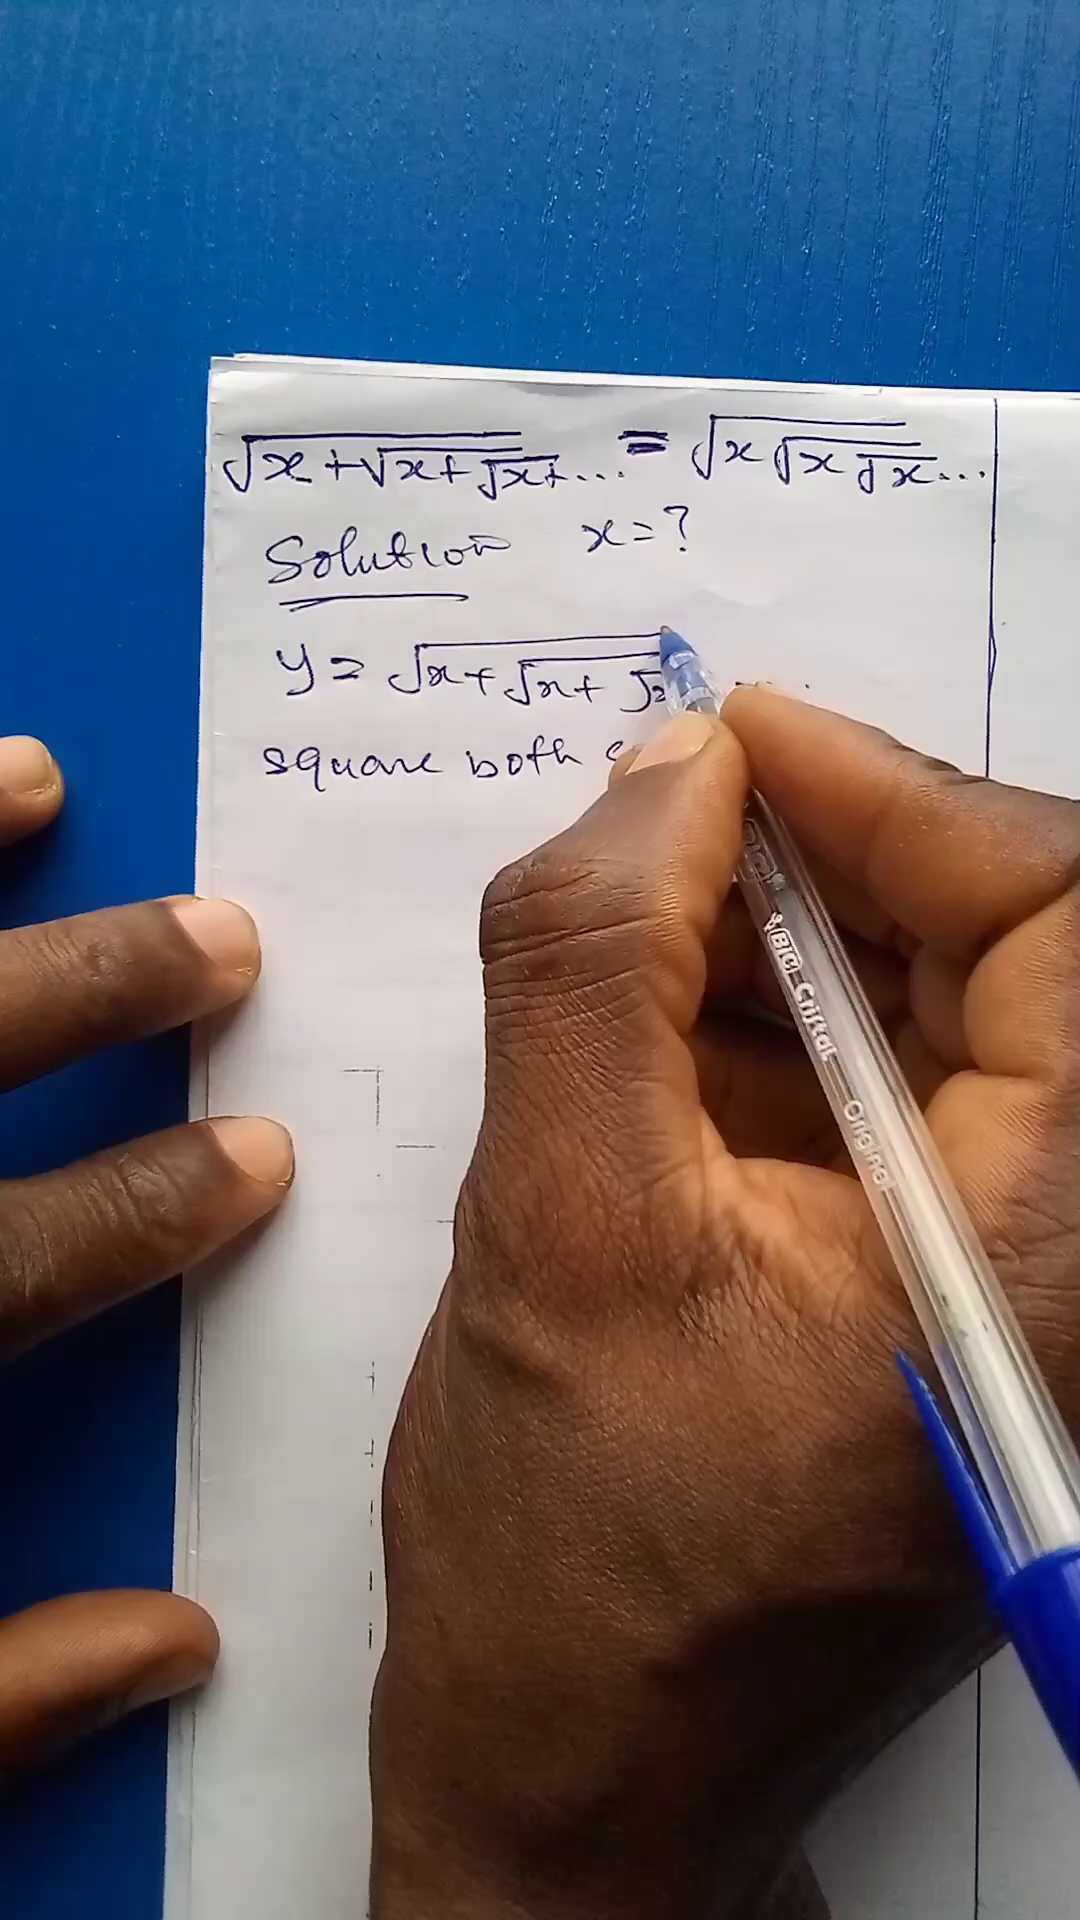 √x+√x+√x+... = √x√x√x...
Solution x=?
y = √x+√x+√x
square both
BIC Cristal Original